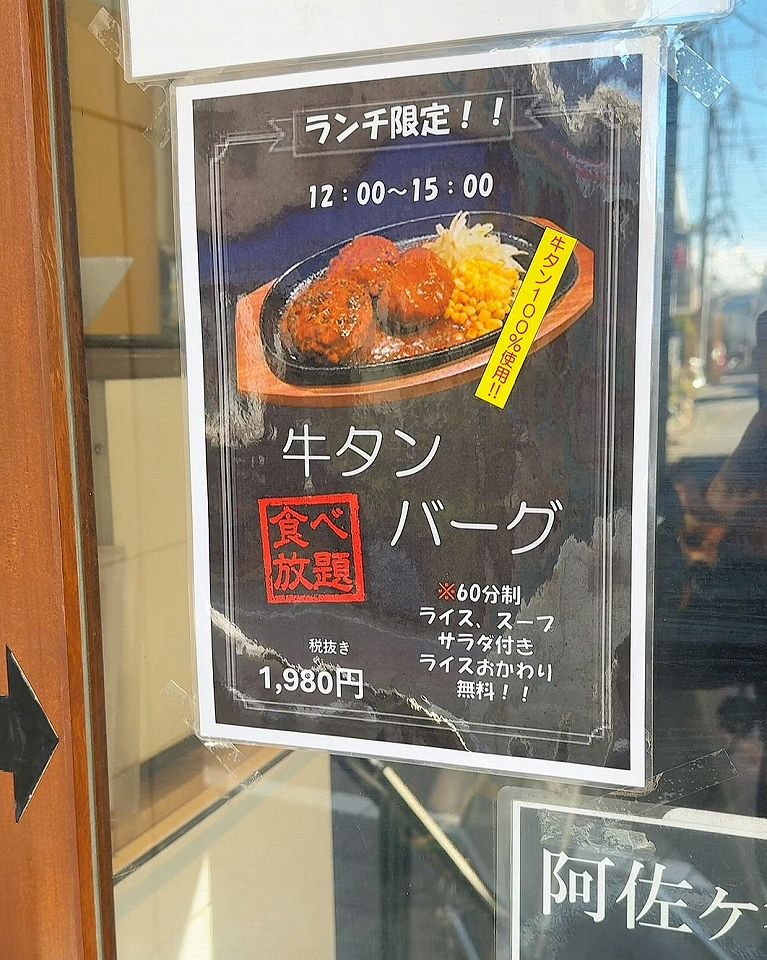 ランチ限定！！
12：00～15：00
牛タン100%使用!!
牛タン
バーグ
食べ
放題
※60分制
ライス、スープ
サラダ付き
ライスおかわり
無料！！
税抜き
1,980円
阿佐ヶ